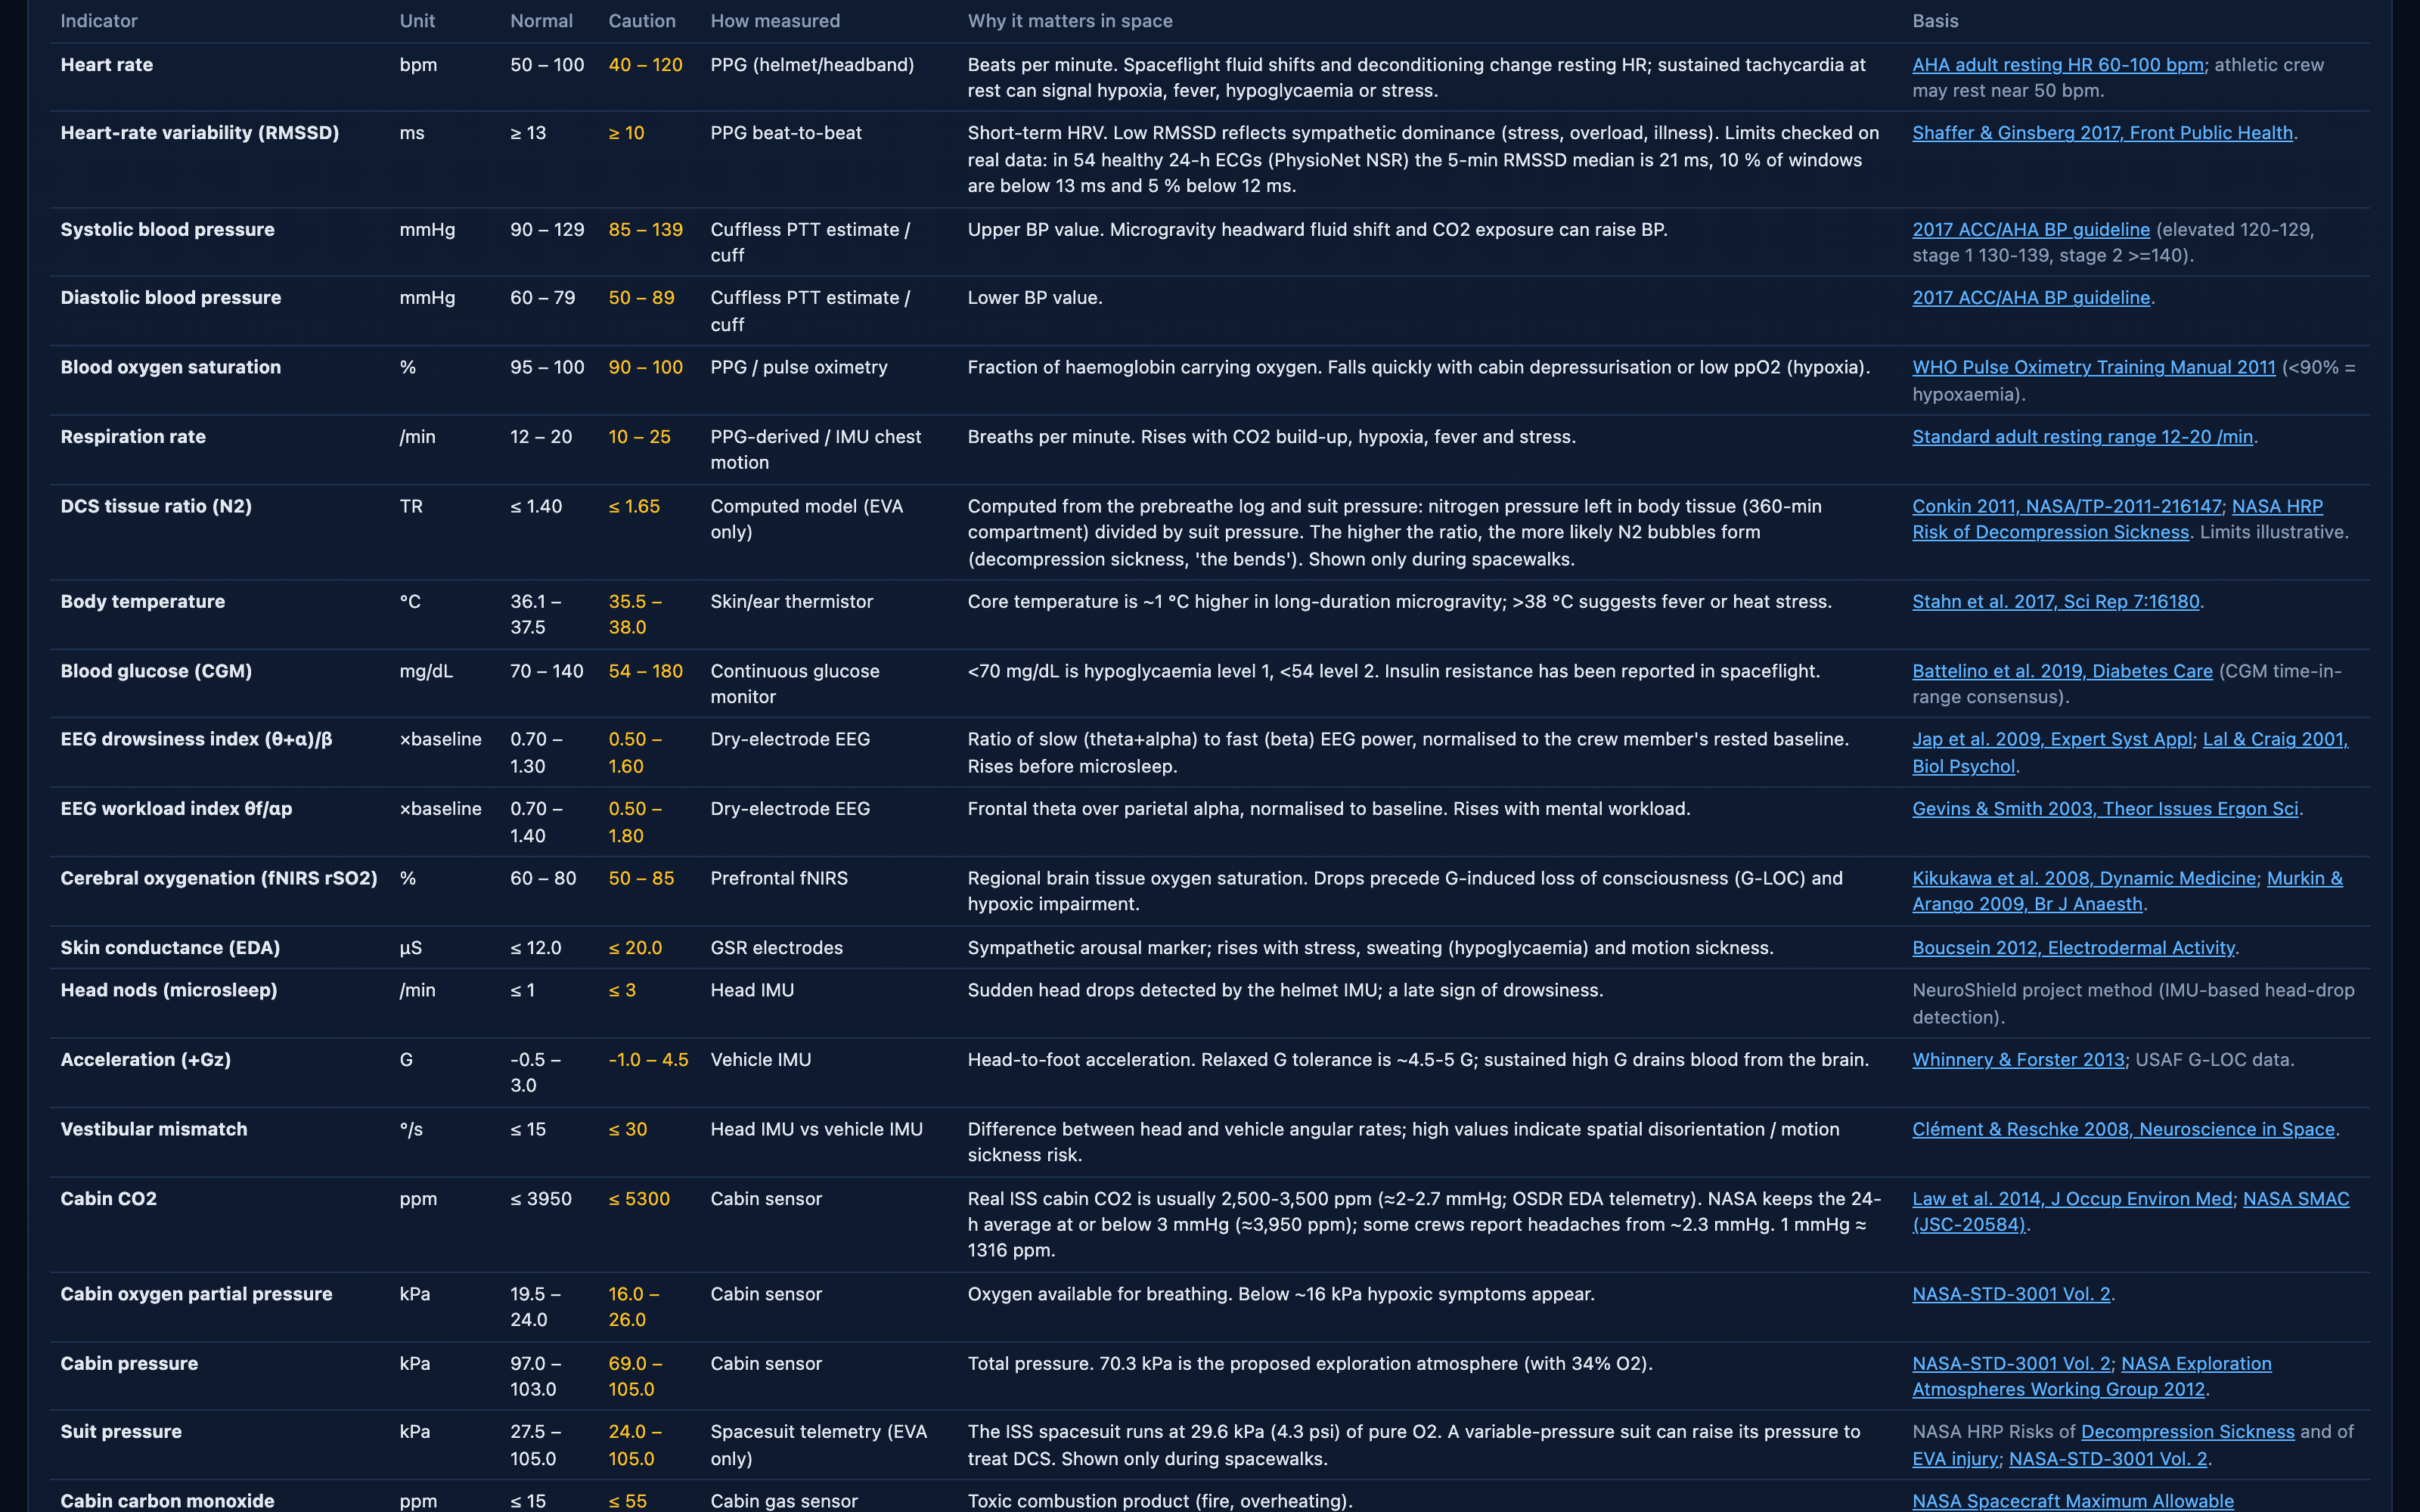 Indicator Unit Normal Caution How measured Why it matters in space Basis
Heart rate bpm 50 – 100 40 – 120 PPG (helmet/headband) Beats per minute. Spaceflight fluid shifts and deconditioning change resting HR; sustained tachycardia at AHA adult resting HR 60-100 bpm; athletic crew
rest can signal hypoxia, fever, hypoglycaemia or stress. may rest near 50 bpm.
Heart-rate variability (RMSSD) ms ≥ 13 ≥ 10 PPG beat-to-beat Short-term HRV. Low RMSSD reflects sympathetic dominance (stress, overload, illness). Limits checked on Shaffer & Ginsberg 2017, Front Public Health.
real data: in 54 healthy 24-h ECGs (PhysioNet NSR) the 5-min RMSSD median is 21 ms, 10 % of windows
are below 13 ms and 5 % below 12 ms.
Systolic blood pressure mmHg 90 – 129 85 – 139 Cuffless PTT estimate / Upper BP value. Microgravity headward fluid shift and CO2 exposure can raise BP. 2017 ACC/AHA BP guideline (elevated 120-129,
cuff stage 1 130-139, stage 2 >=140).
Diastolic blood pressure mmHg 60 – 79 50 – 89 Cuffless PTT estimate / Lower BP value. 2017 ACC/AHA BP guideline.
cuff
Blood oxygen saturation % 95 – 100 90 – 100 PPG / pulse oximetry Fraction of haemoglobin carrying oxygen. Falls quickly with cabin depressurisation or low ppO2 (hypoxia). WHO Pulse Oximetry Training Manual 2011 (<90% =
hypoxaemia).
Respiration rate /min 12 – 20 10 – 25 PPG-derived / IMU chest Breaths per minute. Rises with CO2 build-up, hypoxia, fever and stress. Standard adult resting range 12-20 /min.
motion
DCS tissue ratio (N2) TR ≤ 1.40 ≤ 1.65 Computed model (EVA Computed from the prebreathe log and suit pressure: nitrogen pressure left in body tissue (360-min Conkin 2011, NASA/TP-2011-216147; NASA HRP
only) compartment) divided by suit pressure. The higher the ratio, the more likely N2 bubbles form Risk of Decompression Sickness. Limits illustrative.
(decompression sickness, 'the bends'). Shown only during spacewalks.
Body temperature °C 36.1 – 35.5 – Skin/ear thermistor Core temperature is ~1 °C higher in long-duration microgravity; >38 °C suggests fever or heat stress. Stahn et al. 2017, Sci Rep 7:16180.
37.5 38.0
Blood glucose (CGM) mg/dL 70 – 140 54 – 180 Continuous glucose <70 mg/dL is hypoglycaemia level 1, <54 level 2. Insulin resistance has been reported in spaceflight. Battelino et al. 2019, Diabetes Care (CGM time-in-
monitor range consensus).
EEG drowsiness index (θ+α)/β ×baseline 0.70 – 0.50 – Dry-electrode EEG Ratio of slow (theta+alpha) to fast (beta) EEG power, normalised to the crew member's rested baseline. Jap et al. 2009, Expert Syst Appl; Lal & Craig 2001,
1.30 1.60 Rises before microsleep. Biol Psychol.
EEG workload index θf/αp ×baseline 0.70 – 0.50 – Dry-electrode EEG Frontal theta over parietal alpha, normalised to baseline. Rises with mental workload. Gevins & Smith 2003, Theor Issues Ergon Sci.
1.40 1.80
Cerebral oxygenation (fNIRS rSO2) % 60 – 80 50 – 85 Prefrontal fNIRS Regional brain tissue oxygen saturation. Drops precede G-induced loss of consciousness (G-LOC) and Kikukawa et al. 2008, Dynamic Medicine; Murkin &
hypoxic impairment. Arango 2009, Br J Anaesth.
Skin conductance (EDA) µS ≤ 12.0 ≤ 20.0 GSR electrodes Sympathetic arousal marker; rises with stress, sweating (hypoglycaemia) and motion sickness. Boucsein 2012, Electrodermal Activity.
Head nods (microsleep) /min ≤ 1 ≤ 3 Head IMU Sudden head drops detected by the helmet IMU; a late sign of drowsiness. NeuroShield project method (IMU-based head-drop
detection).
Acceleration (+Gz) G -0.5 – -1.0 – 4.5 Vehicle IMU Head-to-foot acceleration. Relaxed G tolerance is ~4.5-5 G; sustained high G drains blood from the brain. Whinnery & Forster 2013; USAF G-LOC data.
3.0
Vestibular mismatch °/s ≤ 15 ≤ 30 Head IMU vs vehicle IMU Difference between head and vehicle angular rates; high values indicate spatial disorientation / motion Clément & Reschke 2008, Neuroscience in Space.
sickness risk.
Cabin CO2 ppm ≤ 3950 ≤ 5300 Cabin sensor Real ISS cabin CO2 is usually 2,500-3,500 ppm (≈2-2.7 mmHg; OSDR EDA telemetry). NASA keeps the 24- Law et al. 2014, J Occup Environ Med; NASA SMAC
h average at or below 3 mmHg (≈3,950 ppm); some crews report headaches from ~2.3 mmHg. 1 mmHg ≈ (JSC-20584).
1316 ppm.
Cabin oxygen partial pressure kPa 19.5 – 16.0 – Cabin sensor Oxygen available for breathing. Below ~16 kPa hypoxic symptoms appear. NASA-STD-3001 Vol. 2.
24.0 26.0
Cabin pressure kPa 97.0 – 69.0 – Cabin sensor Total pressure. 70.3 kPa is the proposed exploration atmosphere (with 34% O2). NASA-STD-3001 Vol. 2; NASA Exploration
103.0 105.0 Atmospheres Working Group 2012.
Suit pressure kPa 27.5 – 24.0 – Spacesuit telemetry (EVA The ISS spacesuit runs at 29.6 kPa (4.3 psi) of pure O2. A variable-pressure suit can raise its pressure to NASA HRP Risks of Decompression Sickness and of
105.0 105.0 only) treat DCS. Shown only during spacewalks. EVA injury; NASA-STD-3001 Vol. 2.
Cabin carbon monoxide ppm ≤ 15 ≤ 55 Cabin gas sensor Toxic combustion product (fire, overheating). NASA Spacecraft Maximum Allowable